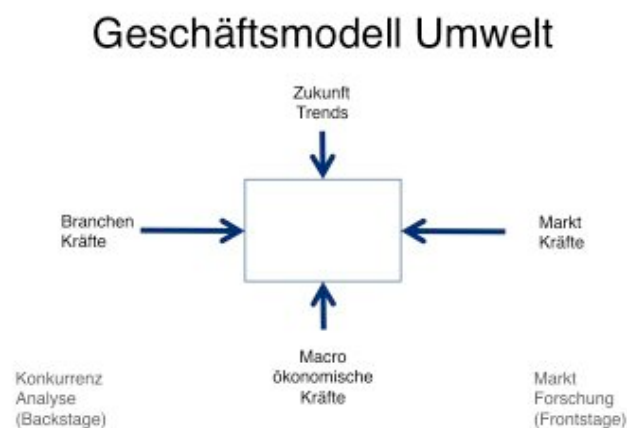 Geschäftsmodell Umwelt
Zukunft
Trends
Branchen
Kräfte
Markt
Kräfte
Macro
ökonomische
Kräfte
Konkurrenz
Analyse
(Backstage)
Markt
Forschung
(Frontstage)